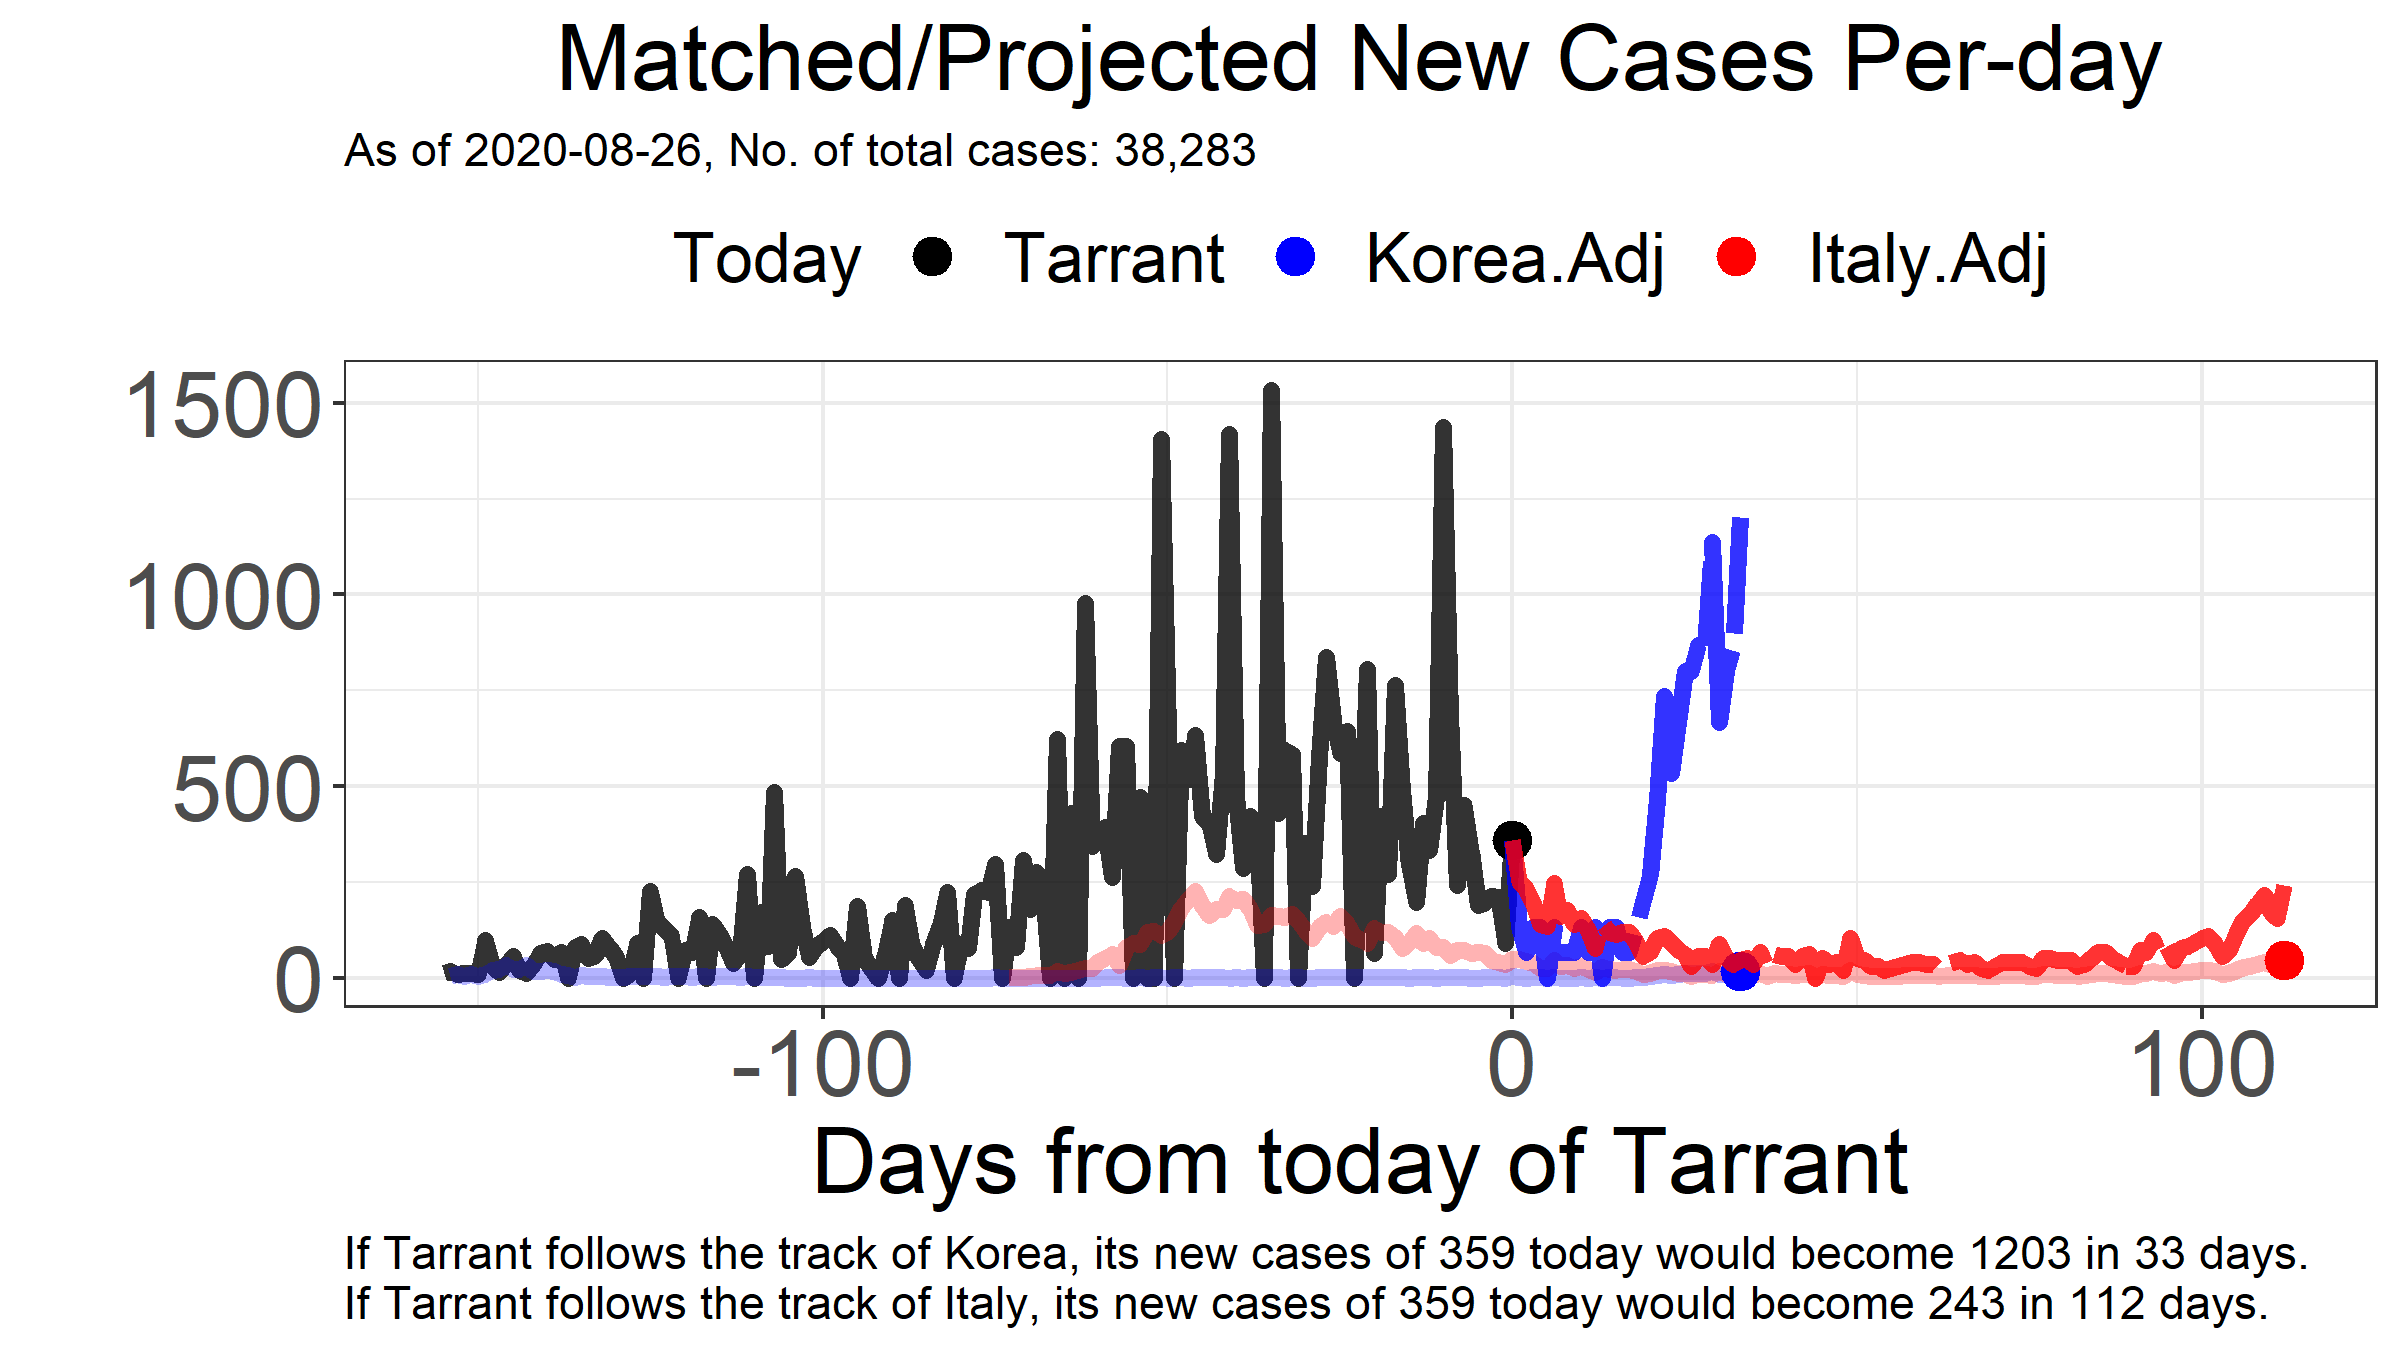 Matched/Projected New Cases Per-day
As of 2020-08-26, No. of total cases: 38,283
Today Tarrant Korea.Adj Italy.Adj
1500
1000
500
0
-100 0 100
Days from today of Tarrant
If Tarrant follows the track of Korea, its new cases of 359 today would become 1203 in 33 days.
If Tarrant follows the track of Italy, its new cases of 359 today would become 243 in 112 days.